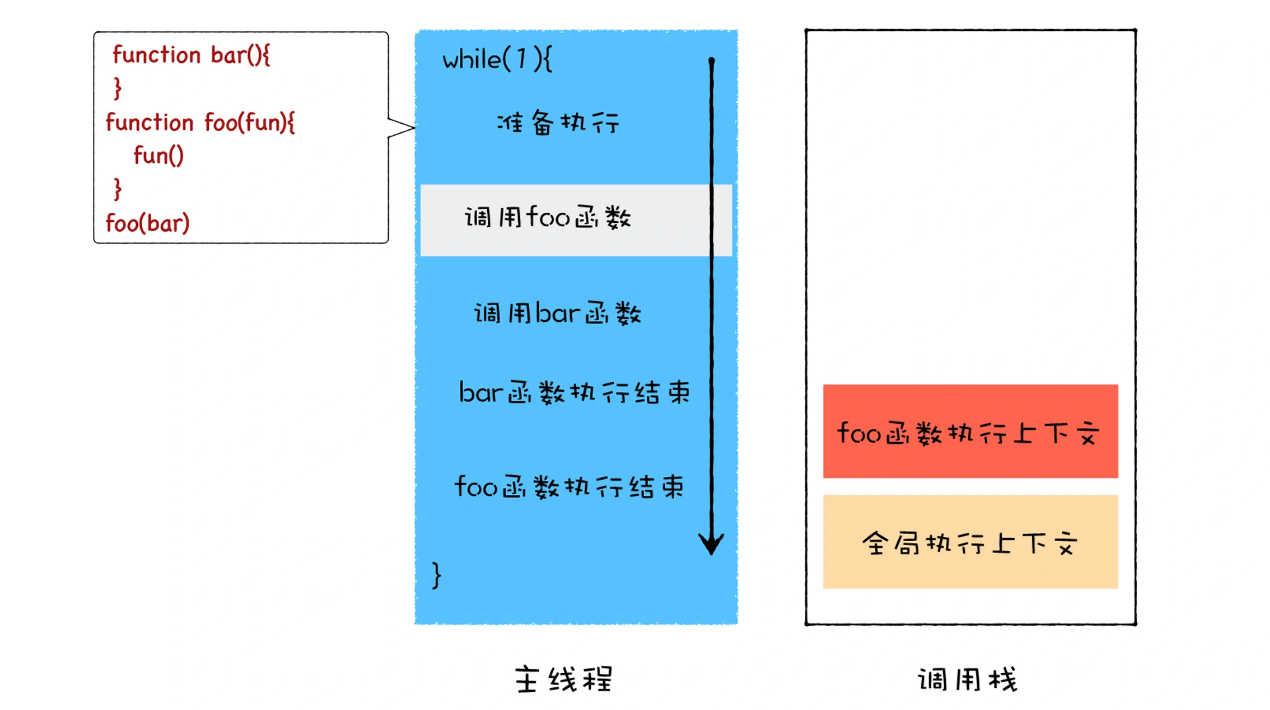 function bar(){
}
function foo(fun){
fun()
}
foo(bar)
while(1){
准备执行
调用foo函数
调用bar函数
bar函数执行结束
foo函数执行结束
}
主线程
foo函数执行上下文
全局执行上下文
调用栈